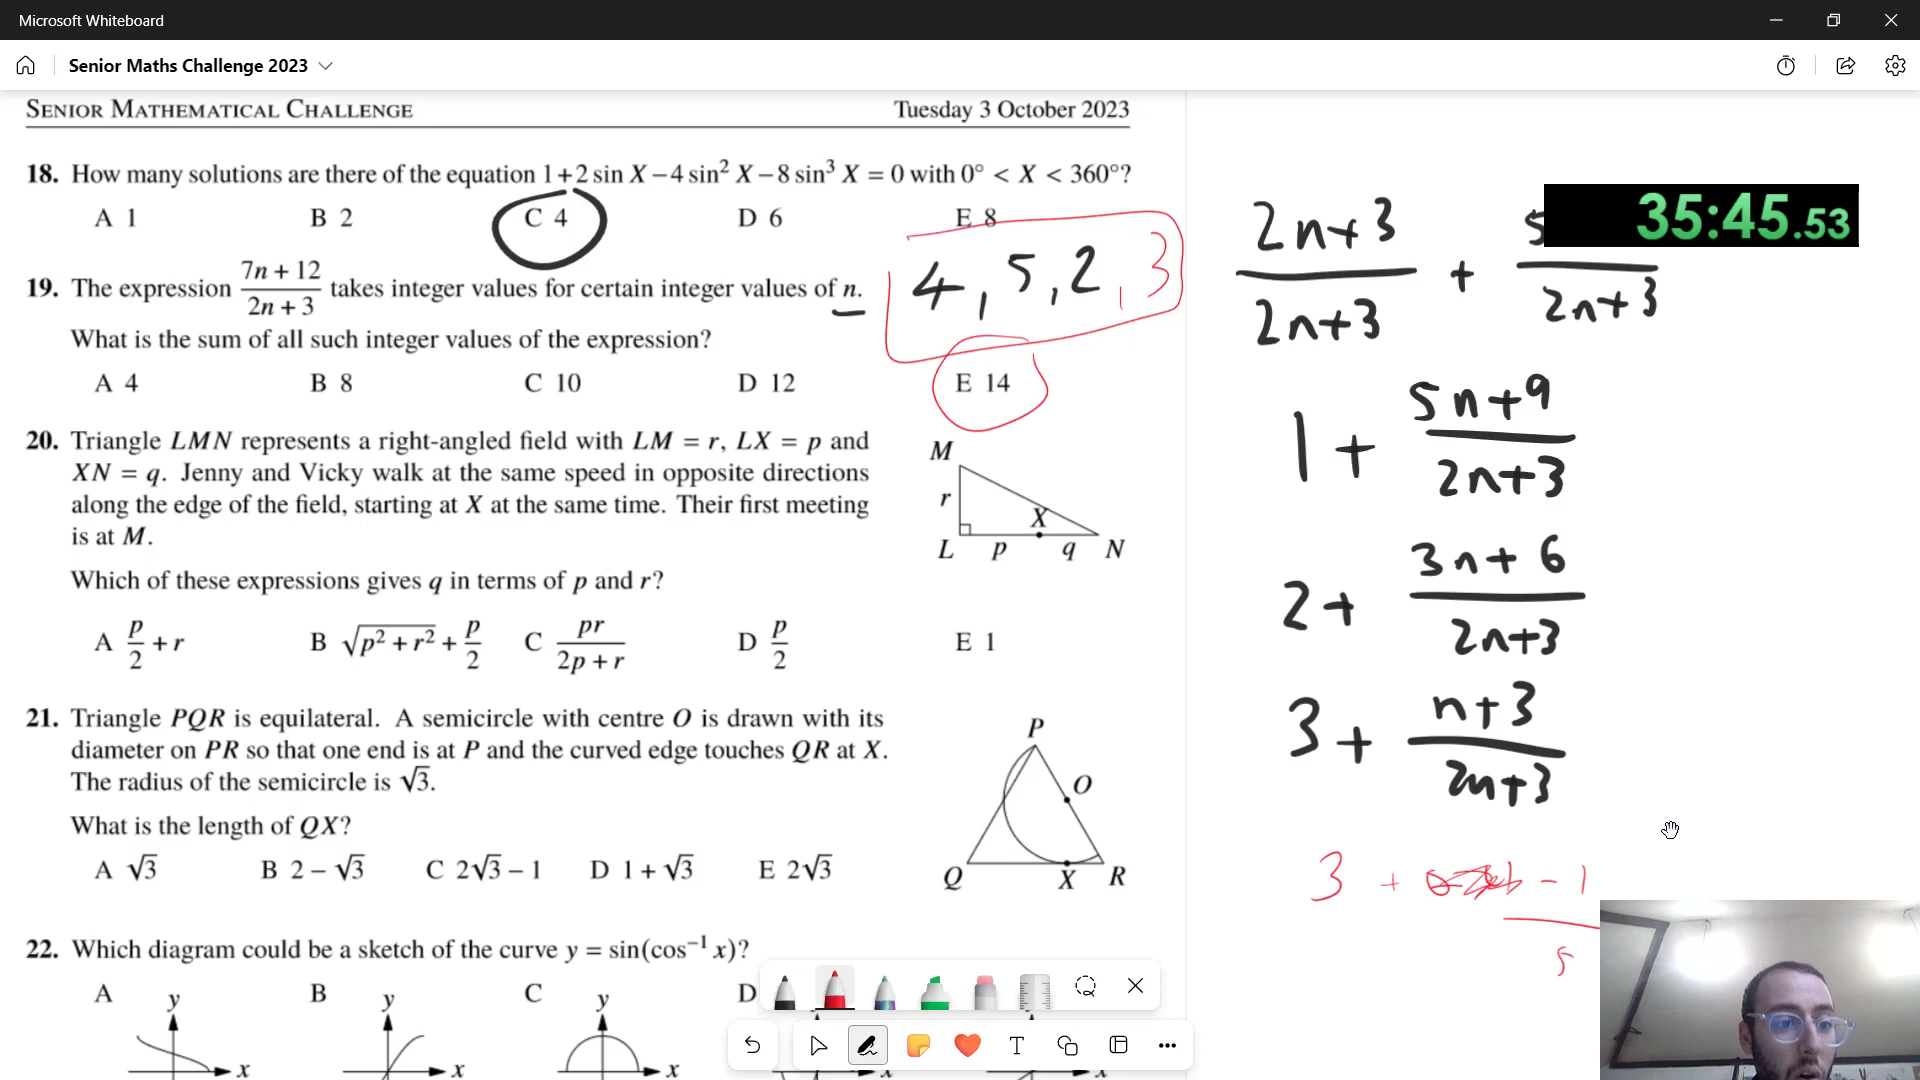 Microsoft Whiteboard
Senior Maths Challenge 2023
SENIOR MATHEMATICAL CHALLENGE Tuesday 3 October 2023
18. How many solutions are there of the equation 1+2 sin X −4 sin² X −8 sin³ X = 0 with 0° < X < 360°?
A 1 B 2 C 4 D 6 E 8
19. The expression (7n + 12)/(2n + 3) takes integer values for certain integer values of n.
4, 5, 2, 3
What is the sum of all such integer values of the expression?
A 4 B 8 C 10 D 12 E 14
20. Triangle LMN represents a right-angled field with LM = r, LX = p and
XN = q. Jenny and Vicky walk at the same speed in opposite directions
along the edge of the field, starting at X at the same time. Their first meeting
is at M.
M
r
X
L p q N
Which of these expressions gives q in terms of p and r?
A p/2 + r B √(p² + r²) + p/2 C pr/(2p + r) D p/2 E 1
21. Triangle PQR is equilateral. A semicircle with centre O is drawn with its
diameter on PR so that one end is at P and the curved edge touches QR at X.
The radius of the semicircle is √3.
P
O
Q X R
What is the length of QX?
A √3 B 2 − √3 C 2√3 − 1 D 1 + √3 E 2√3
22. Which diagram could be a sketch of the curve y = sin(cos⁻¹ x)?
A y x
B y x
C y x
D
x
x
35:45.53
(2n+3)/(2n+3) + 5 /(2n+3)
1 + (5n+9)/(2n+3)
2 + (3n+6)/(2n+3)
3 + (n+3)/(2n+3)
3 + -1
5
T